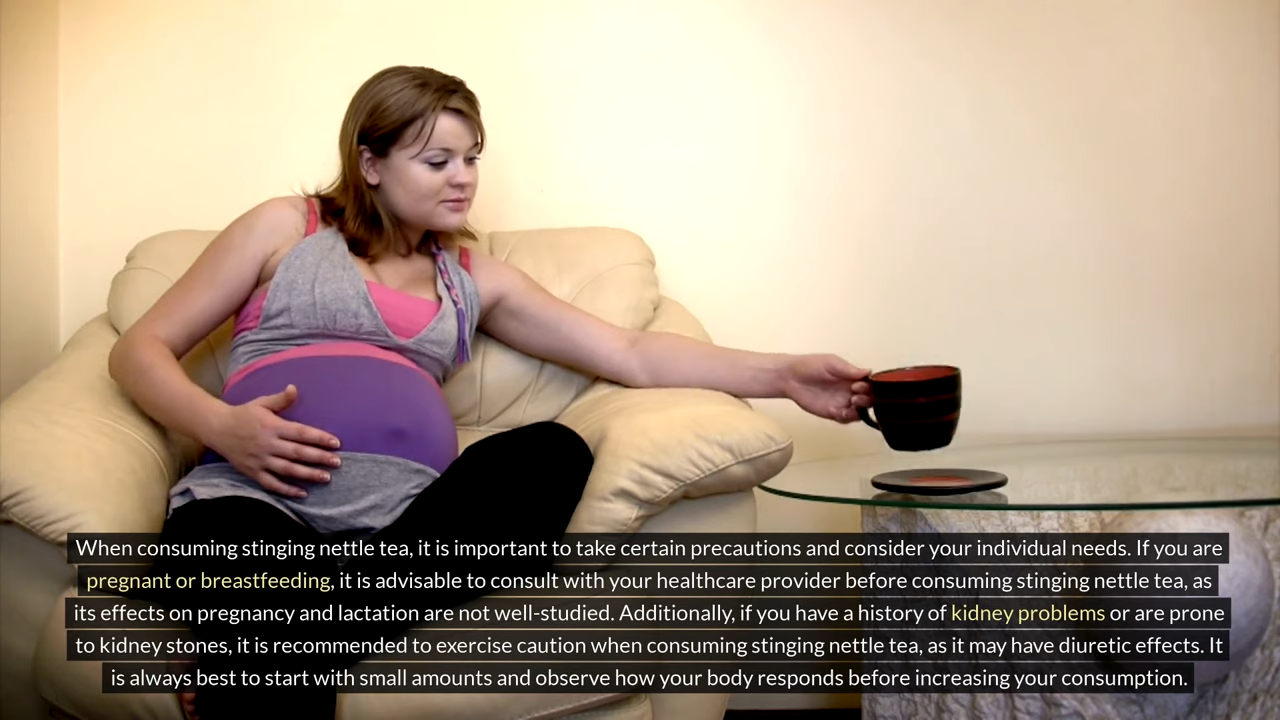 When consuming stinging nettle tea, it is important to take certain precautions and consider your individual needs. If you are
pregnant or breastfeeding, it is advisable to consult with your healthcare provider before consuming stinging nettle tea, as
its effects on pregnancy and lactation are not well-studied. Additionally, if you have a history of kidney problems or are prone
to kidney stones, it is recommended to exercise caution when consuming stinging nettle tea, as it may have diuretic effects. It
is always best to start with small amounts and observe how your body responds before increasing your consumption.